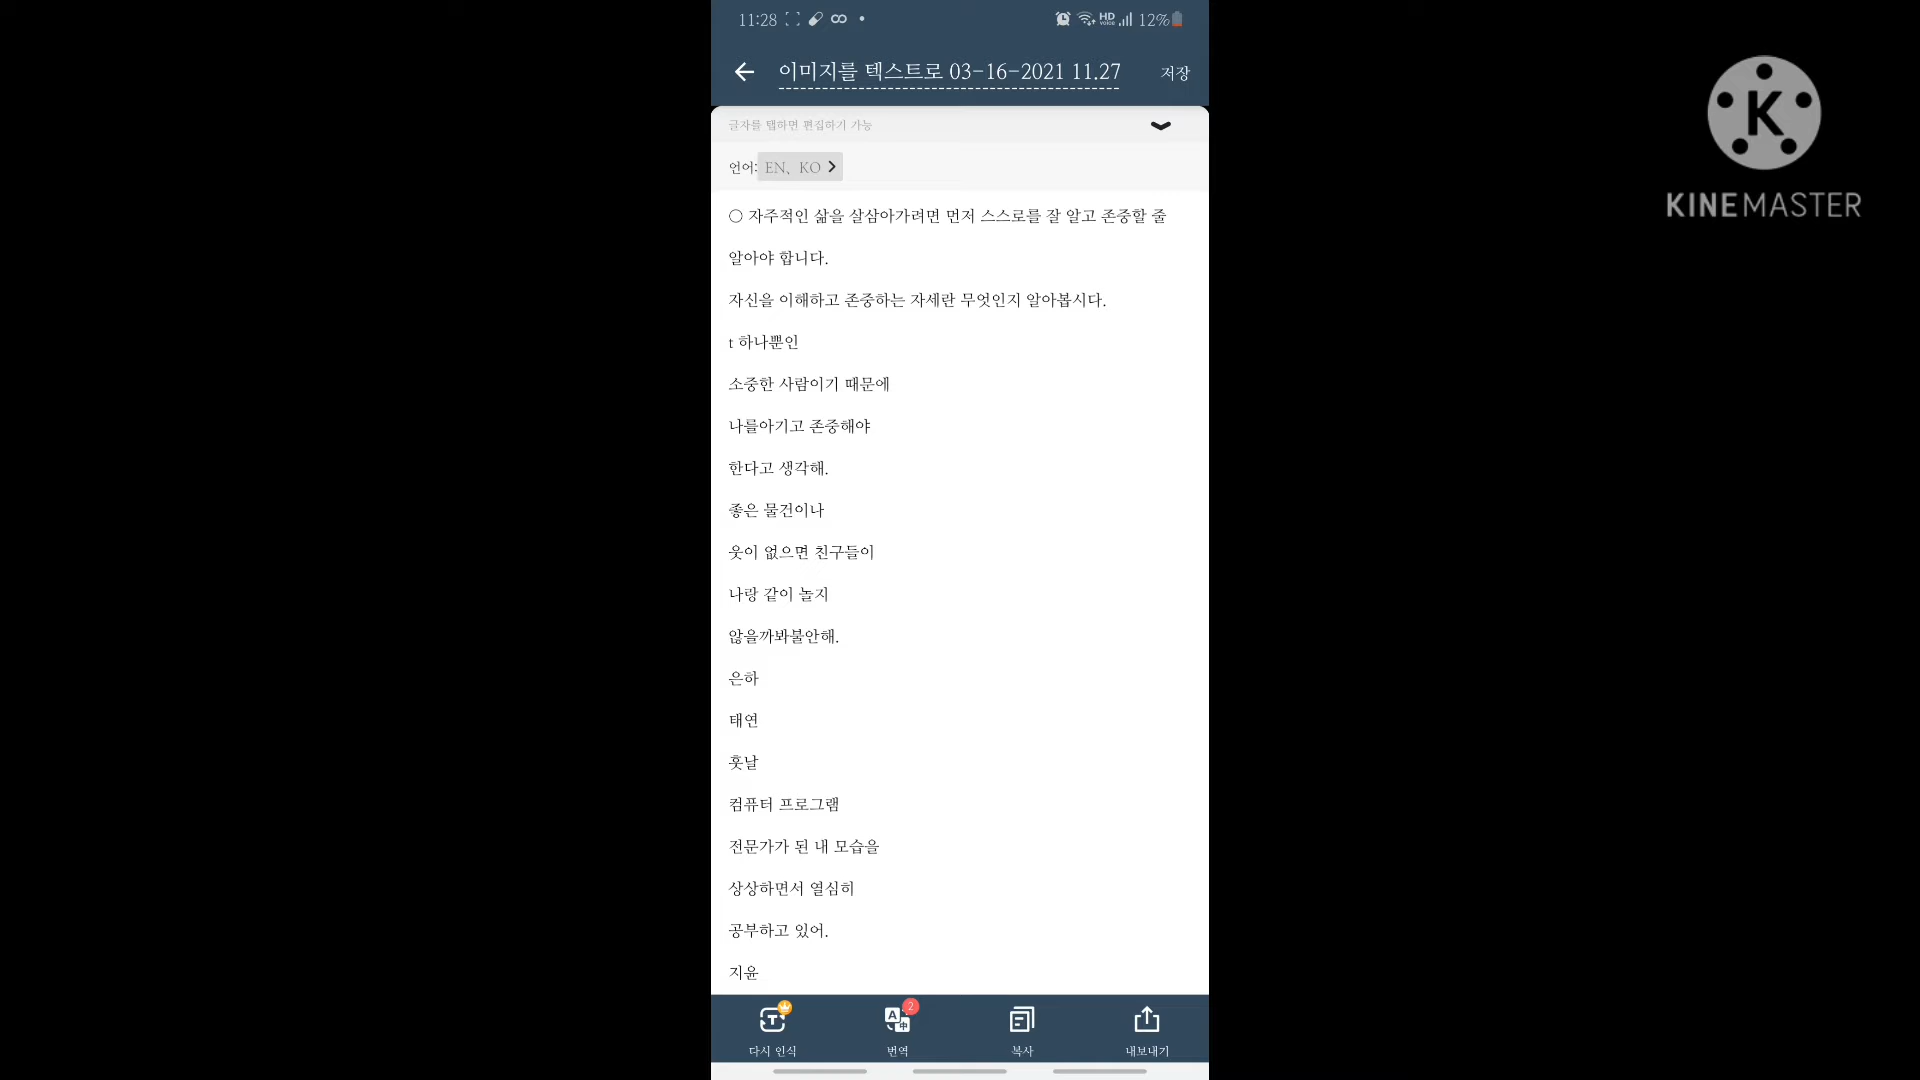 11:28
HD voice 12%
이미지를 텍스트로 03-16-2021 11.27
저장
글자를 탭하면 편집하기 가능
언어: EN、KO
○ 자주적인 삶을 살삼아가려면 먼저 스스로를 잘 알고 존중할 줄
알아야 합니다.
자신을 이해하고 존중하는 자세란 무엇인지 알아봅시다.
t 하나뿐인
소중한 사람이기 때문에
나를아기고 존중해야
한다고 생각해.
좋은 물건이나
웃이 없으면 친구들이
나랑 같이 놀지
않을까봐불안해.
은하
태연
훗날
컴퓨터 프로그램
전문가가 된 내 모습을
상상하면서 열심히
공부하고 있어.
지윤
다시 인식
2
번역
복사
내보내기
K
KINEMASTER